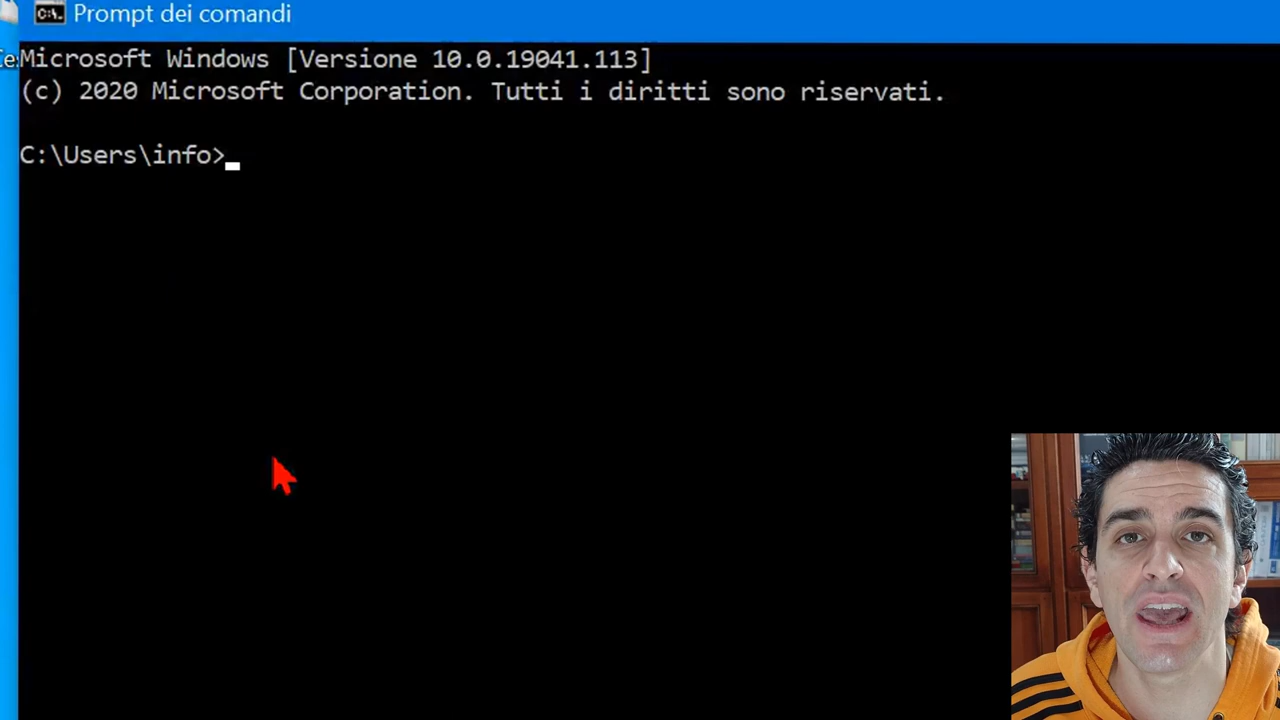 Prompt dei comandi
Microsoft Windows [Versione 10.0.19041.113]
(c) 2020 Microsoft Corporation. Tutti i diritti sono riservati.
C:\Users\info>